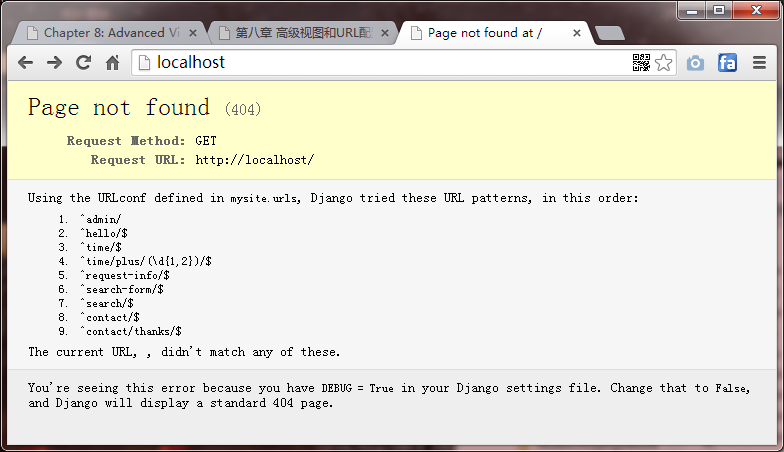 Chapter 8: Advanced Vi
第八章 高级视图和URL配
Page not found at /
localhost
fa
Page not found (404)
Request Method: GET
Request URL: http://localhost/
Using the URLconf defined in mysite.urls, Django tried these URL patterns, in this order:
1. ^admin/
2. ^hello/$
3. ^time/$
4. ^time/plus/(\d{1,2})/$
5. ^request-info/$
6. ^search-form/$
7. ^search/$
8. ^contact/$
9. ^contact/thanks/$
The current URL, , didn't match any of these.
You're seeing this error because you have DEBUG = True in your Django settings file. Change that to False,
and Django will display a standard 404 page.